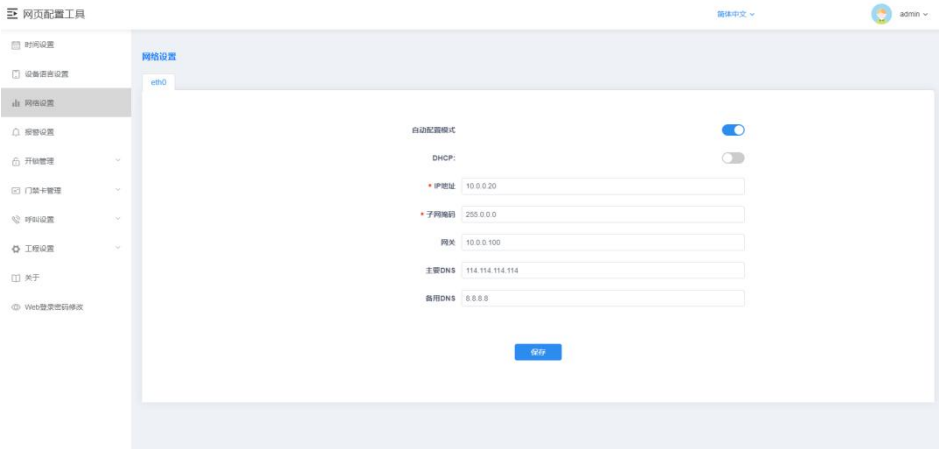 网页配置工具
简体中文
admin
时间设置
设备语言设置
网络设置
报警设置
开锁管理
门禁卡管理
呼叫设置
工程设置
关于
Web登录密码修改
网络设置
eth0
自动配置模式
DHCP:
* IP地址 10.0.0.20
* 子网掩码 255.0.0.0
网关 10.0.0.100
主要DNS 114.114.114.114
备用DNS 8.8.8.8
保存